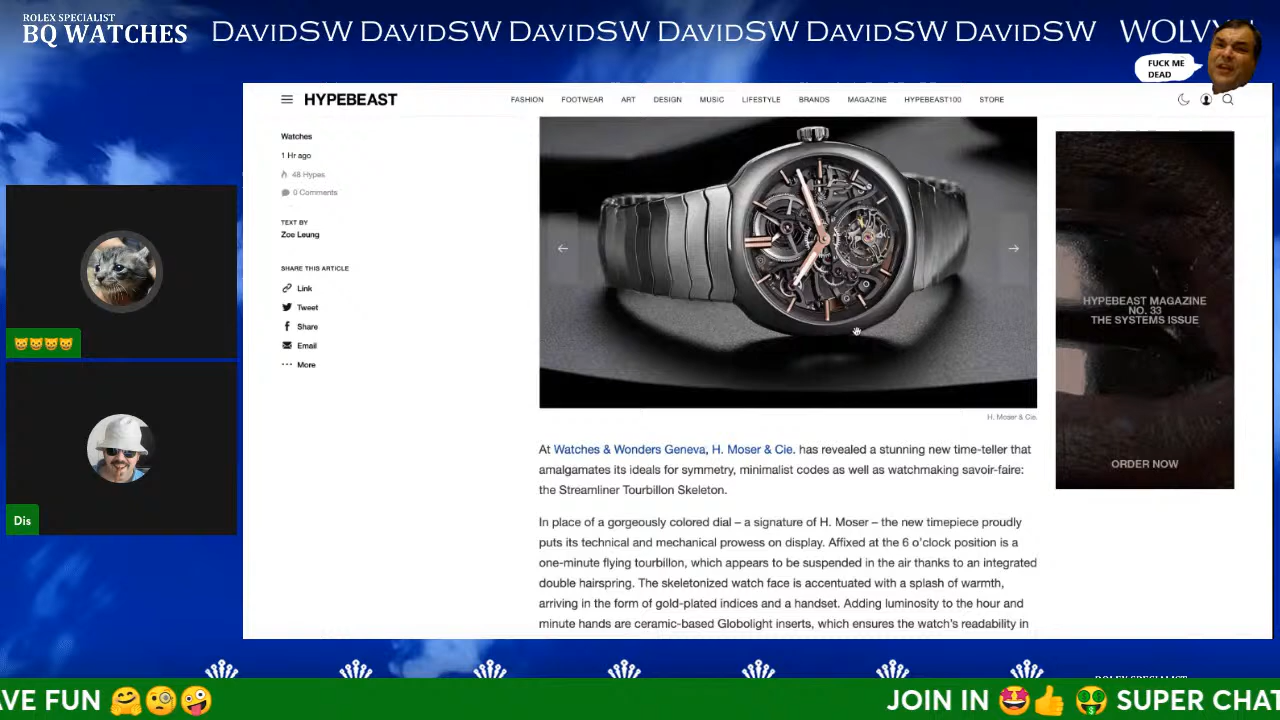 ROLEX SPECIALIST
BQ WATCHES
DAVIDSW DAVIDSW DAVIDSW DAVIDSW DAVIDSW DAVIDSW
FUCK ME
DEAD
HYPEBEAST
FASHION FOOTWEAR ART DESIGN MUSIC LIFESTYLE BRANDS MAGAZINE HYPEBEAST100 STORE
Watches
1 Hr ago
48 Hypes
0 Comments
TEXT BY
Zoe Leung
SHARE THIS ARTICLE
Link
Tweet
Share
Email
More
H. Moser & Cie.
At Watches & Wonders Geneva, H. Moser & Cie. has revealed a stunning new time-teller that
amalgamates its ideals for symmetry, minimalist codes as well as watchmaking savoir-faire:
the Streamliner Tourbillon Skeleton.
In place of a gorgeously colored dial – a signature of H. Moser – the new timepiece proudly
puts its technical and mechanical prowess on display. Affixed at the 6 o'clock position is a
one-minute flying tourbillon, which appears to be suspended in the air thanks to an integrated
double hairspring. The skeletonized watch face is accentuated with a splash of warmth,
arriving in the form of gold-plated indices and a handset. Adding luminosity to the hour and
minute hands are ceramic-based Globolight inserts, which ensures the watch's readability in
HYPEBEAST MAGAZINE
NO. 33
THE SYSTEMS ISSUE
ORDER NOW
Dis
AVE FUN 🤗🧐😜
JOIN IN 🤩👍 🤑 SUPER CHAT